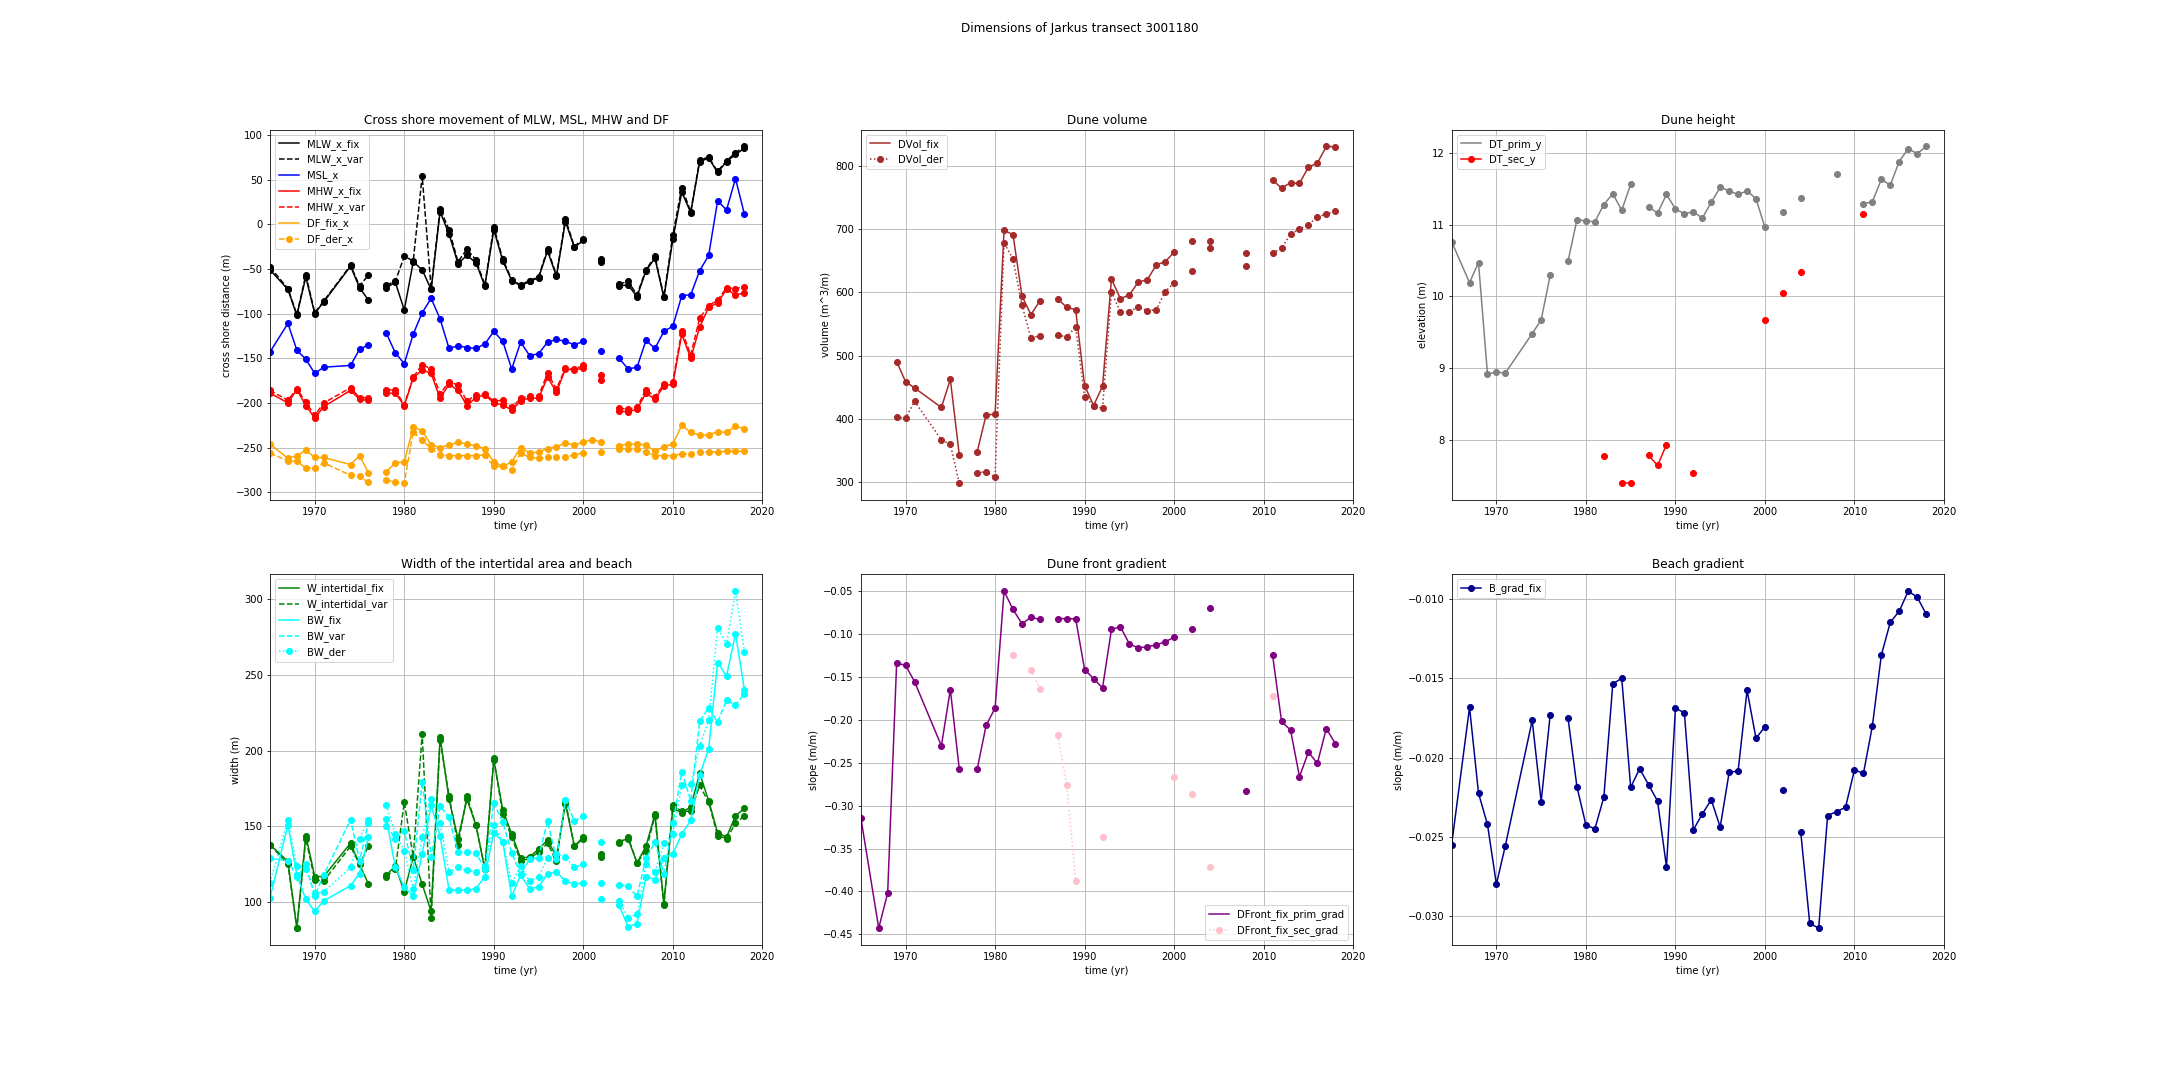 Dimensions of Jarkus transect 3001180
Cross shore movement of MLW, MSL, MHW and DF
cross shore distance (m)
100
50
0
−50
−100
−150
−200
−250
−300
MLW_x_fix
MLW_x_var
MSL_x
MHW_x_fix
MHW_x_var
DF_fix_x
DF_der_x
1970 1980 1990 2000 2010 2020
time (yr)
Dune volume
volume (m^3/m)
800
700
600
500
400
300
DVol_fix
DVol_der
1970 1980 1990 2000 2010 2020
time (yr)
Dune height
elevation (m)
12
11
10
9
8
DT_prim_y
DT_sec_y
1970 1980 1990 2000 2010 2020
time (yr)
Width of the intertidal area and beach
width (m)
300
250
200
150
100
W_intertidal_fix
W_intertidal_var
BW_fix
BW_var
BW_der
1970 1980 1990 2000 2010 2020
time (yr)
Dune front gradient
slope (m/m)
−0.05
−0.10
−0.15
−0.20
−0.25
−0.30
−0.35
−0.40
−0.45
DFront_fix_prim_grad
DFront_fix_sec_grad
1970 1980 1990 2000 2010 2020
time (yr)
Beach gradient
slope (m/m)
−0.010
−0.015
−0.020
−0.025
−0.030
B_grad_fix
1970 1980 1990 2000 2010 2020
time (yr)